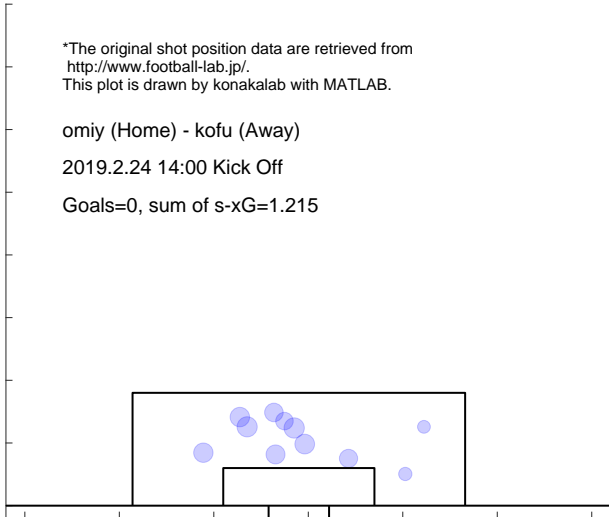 *The original shot position data are retrieved from
http://www.football-lab.jp/.
This plot is drawn by konakalab with MATLAB.
omiy (Home) - kofu (Away)
2019.2.24 14:00 Kick Off
Goals=0, sum of s-xG=1.215